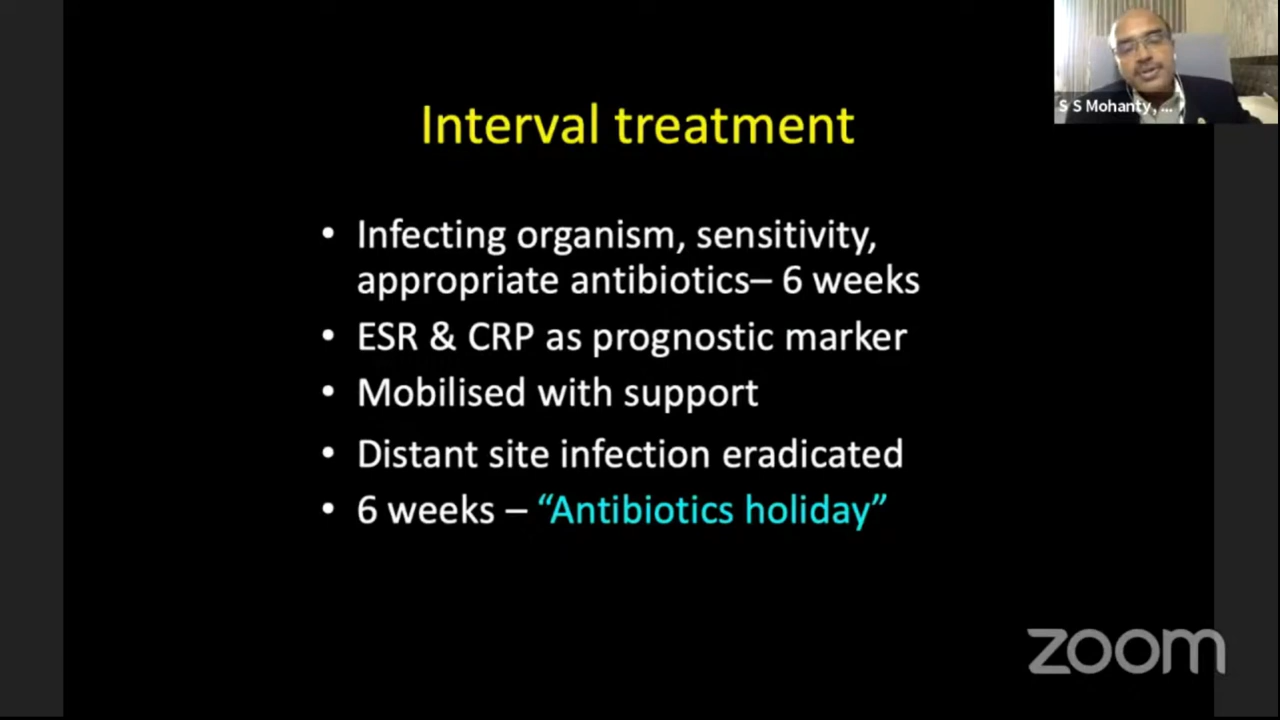 S S Mohanty, ...
Interval treatment
• Infecting organism, sensitivity,
appropriate antibiotics– 6 weeks
• ESR & CRP as prognostic marker
• Mobilised with support
• Distant site infection eradicated
• 6 weeks – “Antibiotics holiday”
zoom